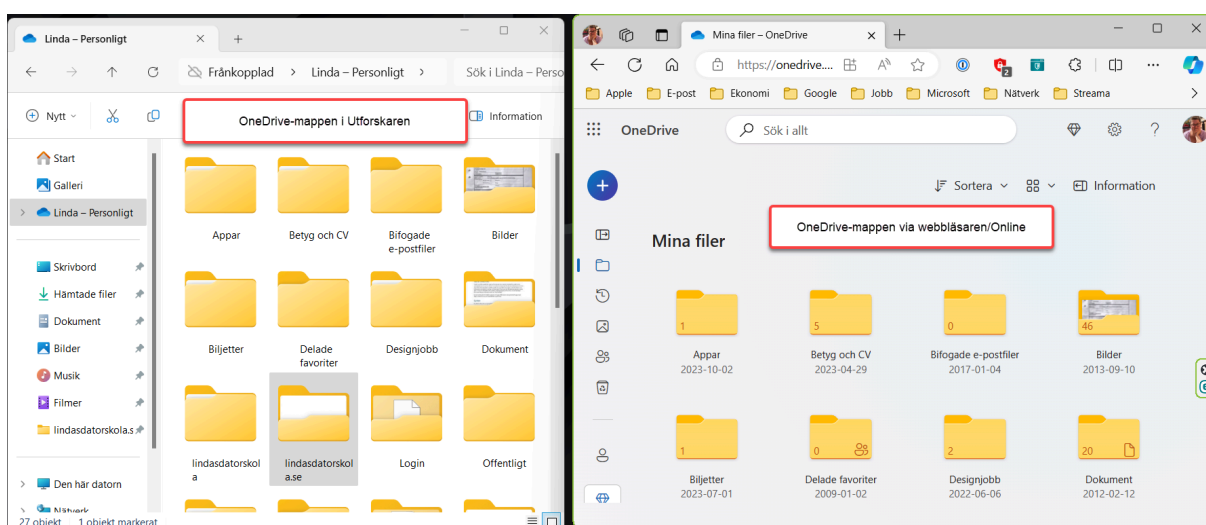 Linda – Personligt
Frånkopplad > Linda – Personligt >
Sök i Linda – Perso
Nytt
OneDrive-mappen i Utforskaren
Information
Start
Galleri
Linda – Personligt
Skrivbord
Hämtade filer
Dokument
Bilder
Musik
Filmer
lindasdatorskola.s
Den här datorn
Nätverk
Appar
Betyg och CV
Bifogade
e-postfiler
Bilder
Biljetter
Delade
favoriter
Designjobb
Dokument
lindasdatorskol
a
lindasdatorskol
a.se
Login
Offentligt
27 objekt
1 objekt markerat
Mina filer – OneDrive
https://onedrive....
2
Apple
E-post
Ekonomi
Google
Jobb
Microsoft
Nätverk
Streama
OneDrive
Sök i allt
Sortera
Information
OneDrive-mappen via webbläsaren/Online
Mina filer
1
5
0
46
Appar
2023-10-02
Betyg och CV
2023-04-29
Bifogade e-postfiler
2017-01-04
Bilder
2013-09-10
1
0
2
20
Biljetter
2023-07-01
Delade favoriter
2009-01-02
Designjobb
2022-06-06
Dokument
2012-02-12